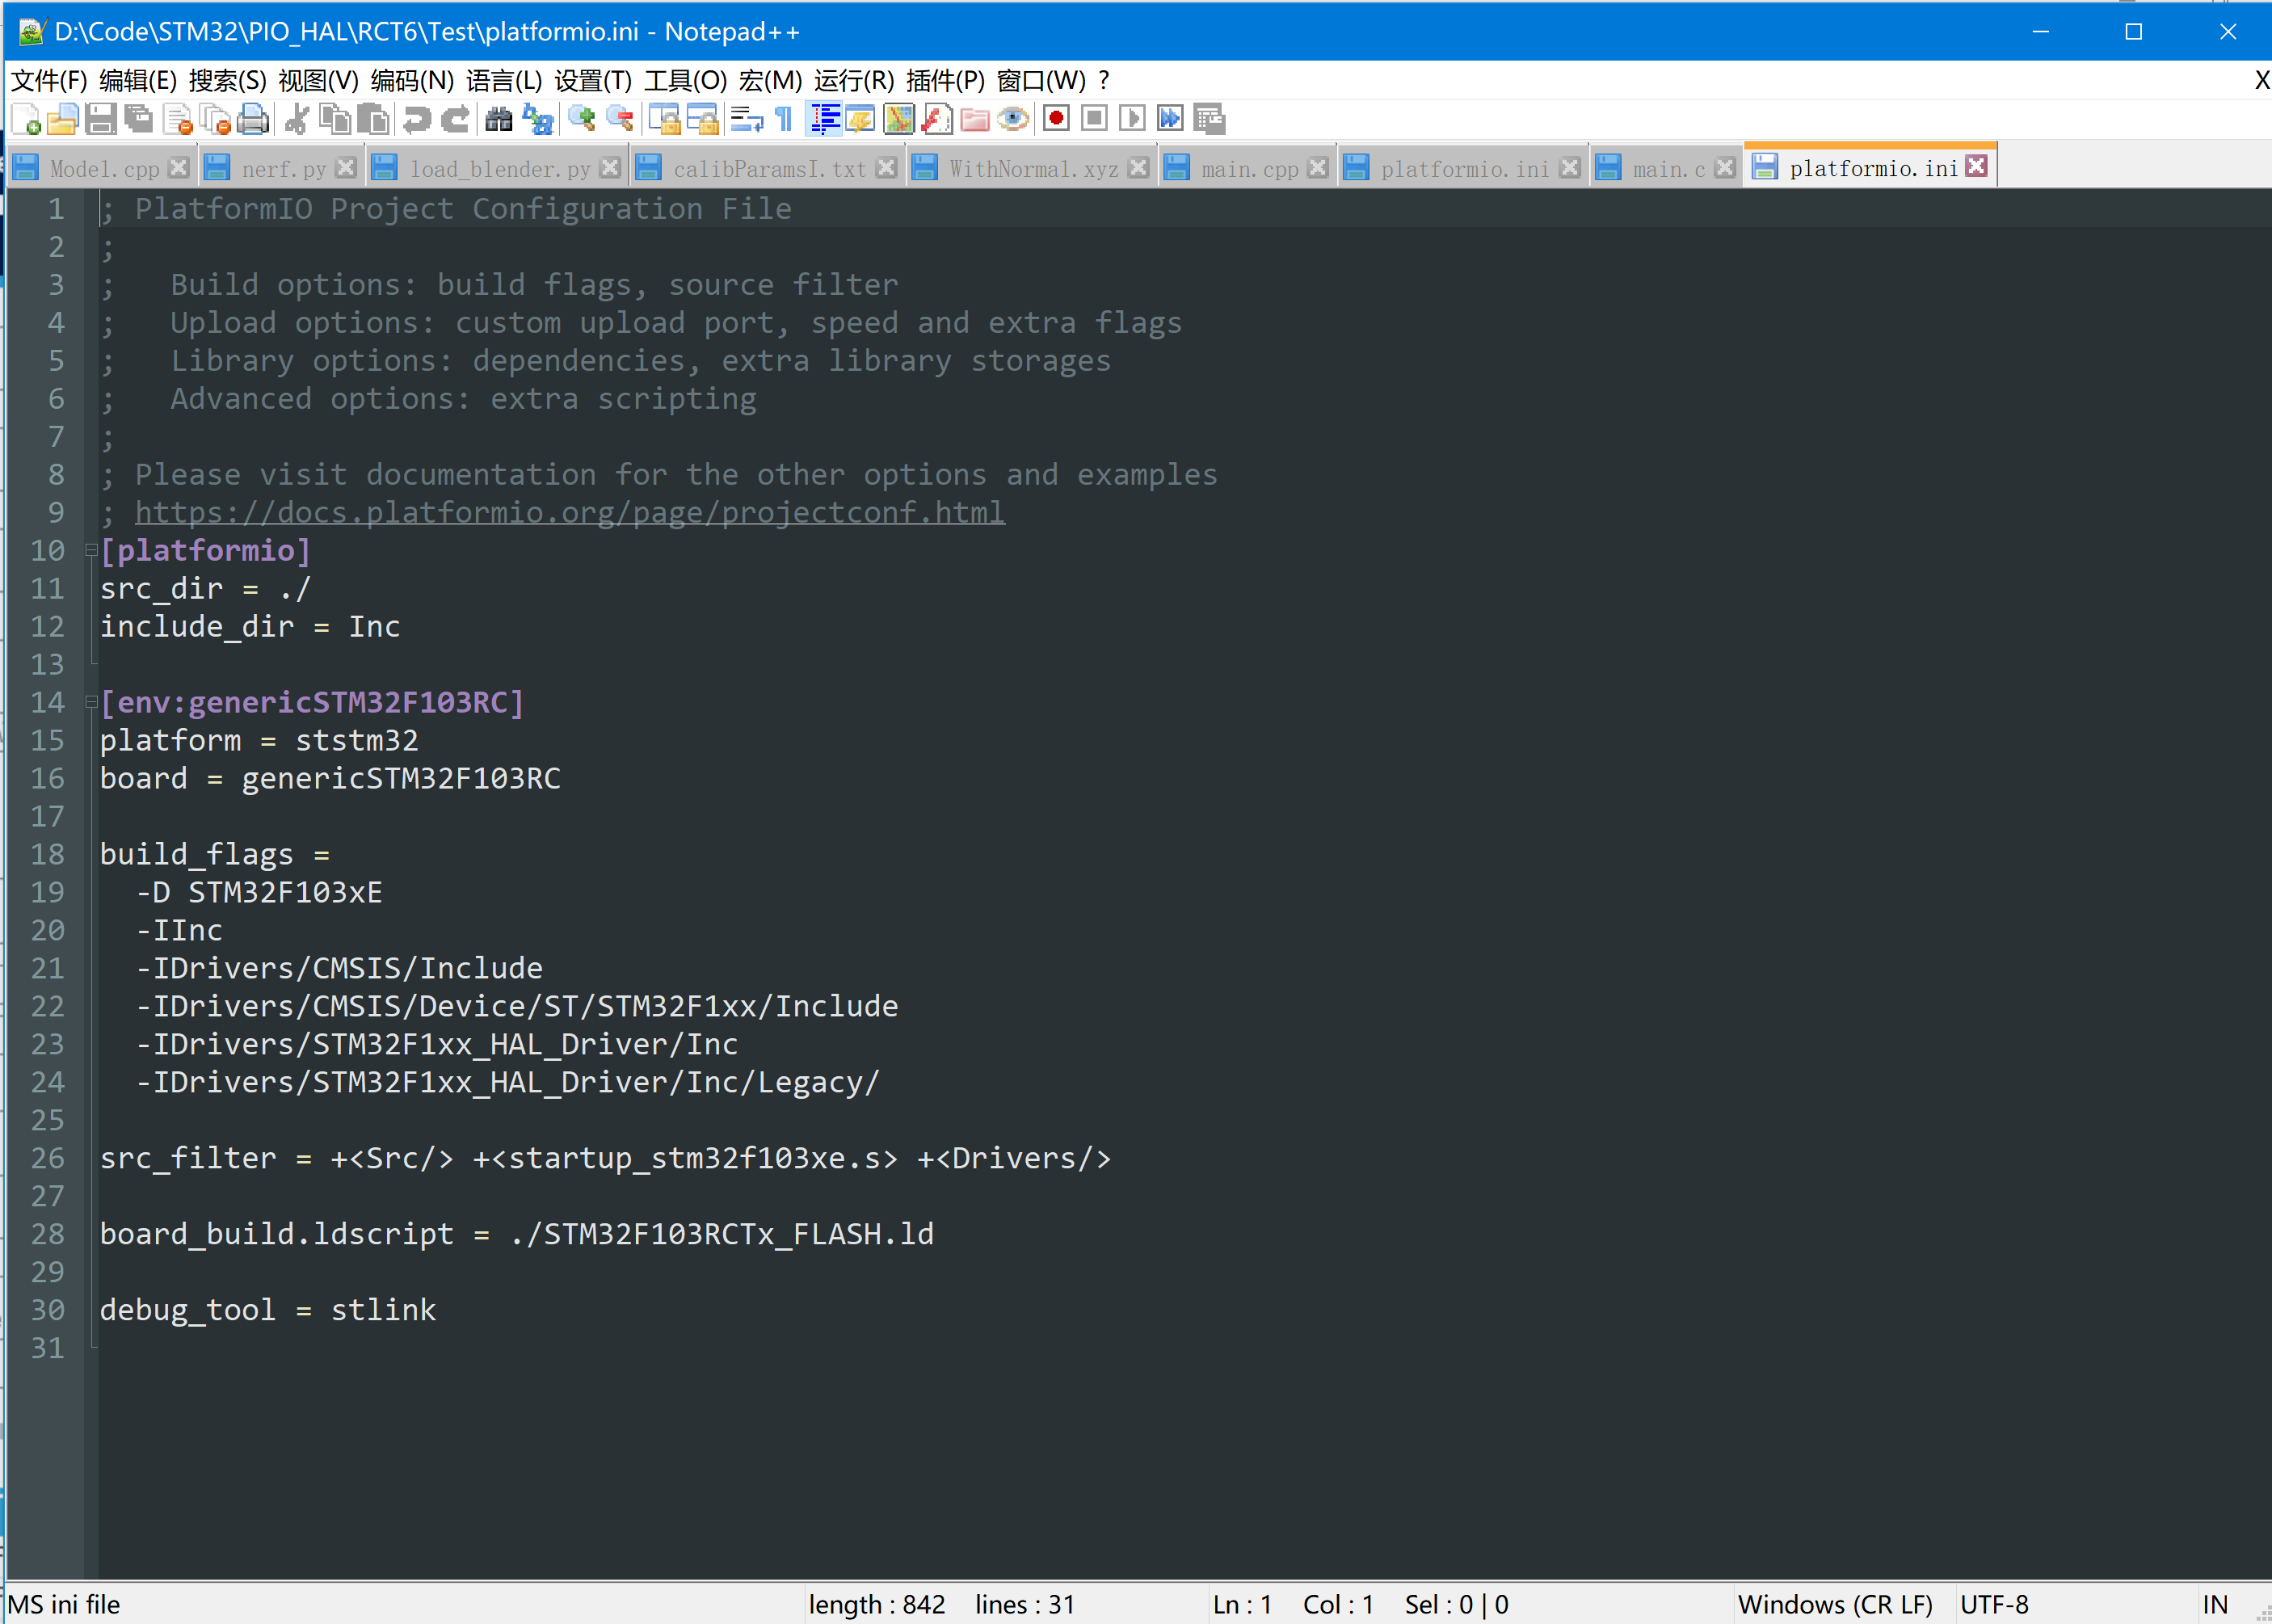 D:\Code\STM32\PIO_HAL\RCT6\Test\platformio.ini - Notepad++
文件(F) 编辑(E) 搜索(S) 视图(V) 编码(N) 语言(L) 设置(T) 工具(O) 宏(M) 运行(R) 插件(P) 窗口(W) ? X
Model.cpp nerf.py load_blender.py calibParamsI.txt WithNormal.xyz main.cpp platformio.ini main.c platformio.ini
1 ; PlatformIO Project Configuration File
2 ;
3 ;   Build options: build flags, source filter
4 ;   Upload options: custom upload port, speed and extra flags
5 ;   Library options: dependencies, extra library storages
6 ;   Advanced options: extra scripting
7 ;
8 ; Please visit documentation for the other options and examples
9 ; https://docs.platformio.org/page/projectconf.html
10 [platformio]
11 src_dir = ./
12 include_dir = Inc
13
14 [env:genericSTM32F103RC]
15 platform = ststm32
16 board = genericSTM32F103RC
17
18 build_flags =
19   -D STM32F103xE
20   -IInc
21   -IDrivers/CMSIS/Include
22   -IDrivers/CMSIS/Device/ST/STM32F1xx/Include
23   -IDrivers/STM32F1xx_HAL_Driver/Inc
24   -IDrivers/STM32F1xx_HAL_Driver/Inc/Legacy/
25
26 src_filter = +<Src/> +<startup_stm32f103xe.s> +<Drivers/>
27
28 board_build.ldscript = ./STM32F103RCTx_FLASH.ld
29
30 debug_tool = stlink
31
MS ini file length : 842 lines : 31 Ln : 1 Col : 1 Sel : 0 | 0 Windows (CR LF) UTF-8 IN